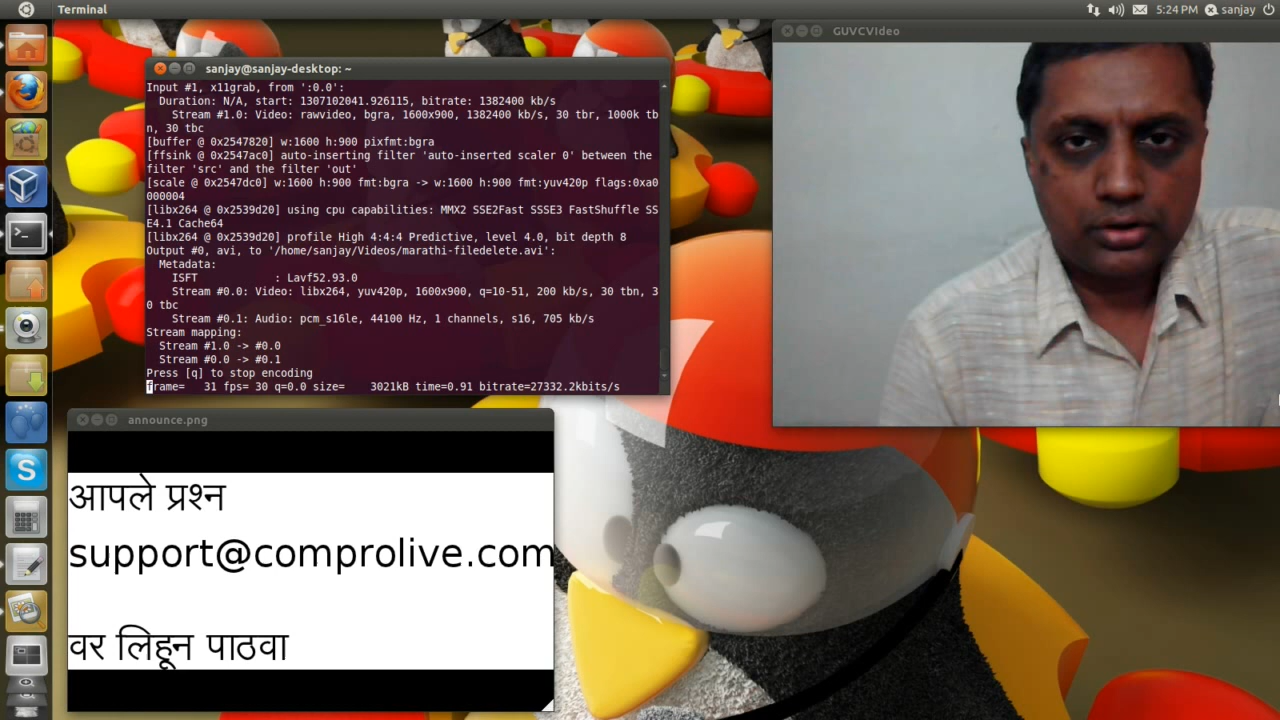 Terminal
5:24 PM
sanjay
sanjay@sanjay-desktop: ~
Input #1, x11grab, from ':0.0':
Duration: N/A, start: 1307102041.926115, bitrate: 1382400 kb/s
Stream #1.0: Video: rawvideo, bgra, 1600x900, 1382400 kb/s, 30 tbr, 1000k tb
n, 30 tbc
[buffer @ 0x2547820] w:1600 h:900 pixfmt:bgra
[ffsink @ 0x2547ac0] auto-inserting filter 'auto-inserted scaler 0' between the
filter 'src' and the filter 'out'
[scale @ 0x2547dc0] w:1600 h:900 fmt:bgra -> w:1600 h:900 fmt:yuv420p flags:0xa0
000004
[libx264 @ 0x2539d20] using cpu capabilities: MMX2 SSE2Fast SSSE3 FastShuffle SS
E4.1 Cache64
[libx264 @ 0x2539d20] profile High 4:4:4 Predictive, level 4.0, bit depth 8
Output #0, avi, to '/home/sanjay/Videos/marathi-filedelete.avi':
Metadata:
ISFT : Lavf52.93.0
Stream #0.0: Video: libx264, yuv420p, 1600x900, q=10-51, 200 kb/s, 30 tbn, 3
0 tbc
Stream #0.1: Audio: pcm_s16le, 44100 Hz, 1 channels, s16, 705 kb/s
Stream mapping:
Stream #1.0 -> #0.0
Stream #0.0 -> #0.1
Press [q] to stop encoding
frame= 31 fps= 30 q=0.0 size= 3021kB time=0.91 bitrate=27332.2kbits/s
GUVCVIdeo
announce.png
आपले प्रश्न
support@comprolive.com
वर लिहून पाठवा